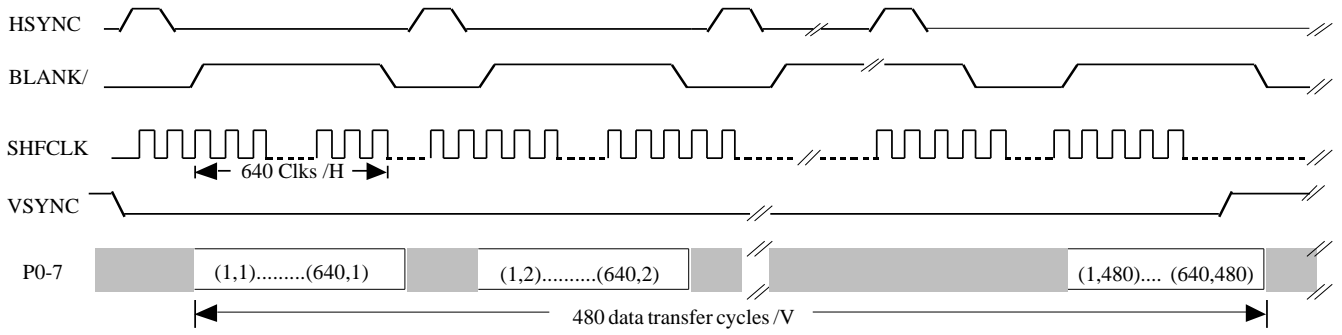 HSYNC
BLANK/
SHFCLK
640 Clks /H
VSYNC
P0-7
(1,1).........(640,1)
(1,2)..........(640,2)
(1,480).... (640,480)
480 data transfer cycles /V